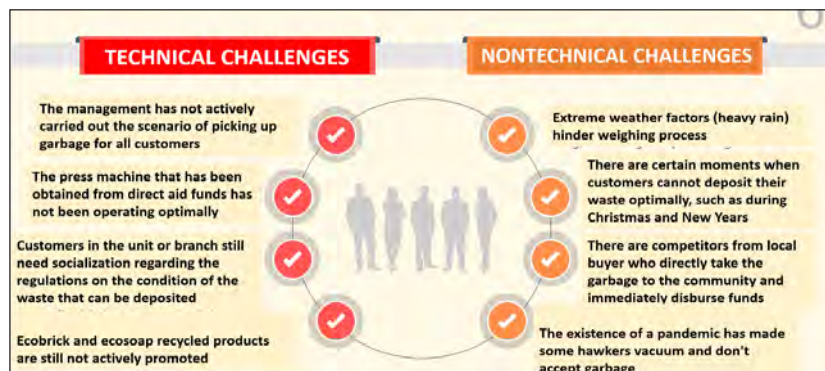 TECHNICAL CHALLENGES
The management has not actively
carried out the scenario of picking up
garbage for all customers
The press machine that has been
obtained from direct aid funds has
not been operating optimally
Customers in the unit or branch still
need socialization regarding the
regulations on the condition of the
waste that can be deposited
Ecobrick and ecosoap recycled products
are still not actively promoted
NONTECHNICAL CHALLENGES
Extreme weather factors (heavy rain)
hinder weighing process
There are certain moments when
customers cannot deposit their
waste optimally, such as during
Christmas and New Years
There are competitors from local
buyer who directly take the
garbage to the community and
immediately disburse funds
The existence of a pandemic has made
some hawkers vacuum and don't
accept garbage